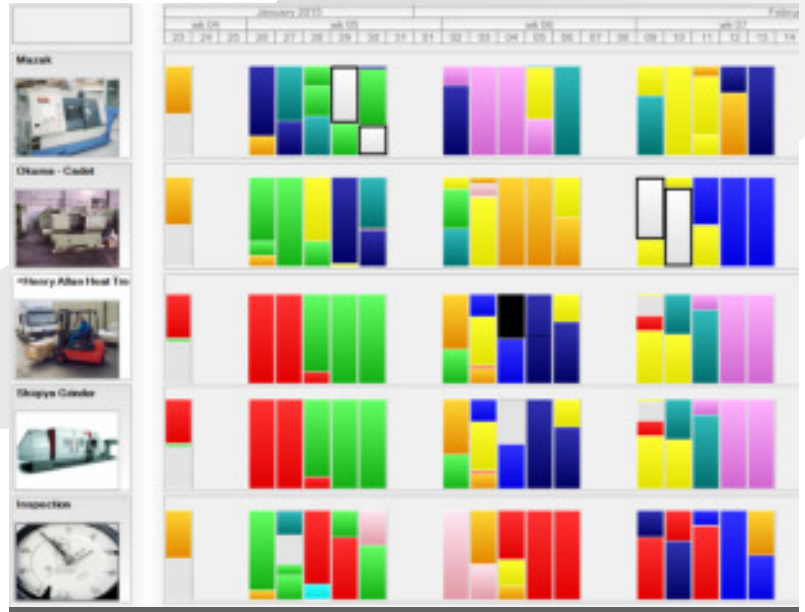 January 2015
wk 04 wk 05 wk 06 wk 07
23 24 25 26 27 28 29 30 31 01 02 03 04 05 06 07 08 09 10 11 12 13 14
Mazak
Okuma - Cadet
Henry Allen Heat Tre
Shigiya Grinder
Inspection